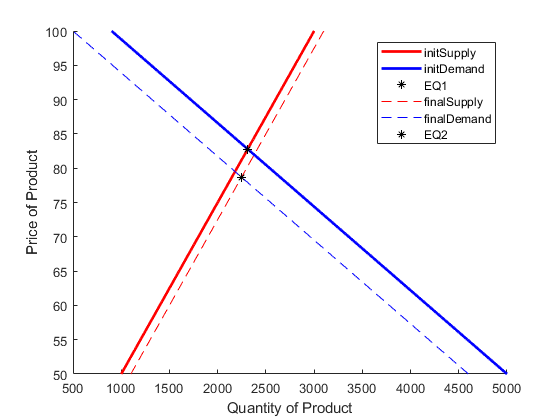 100
95
90
85
80
75
70
65
60
55
50
500 1000 1500 2000 2500 3000 3500 4000 4500 5000
Price of Product
Quantity of Product
initSupply
initDemand
EQ1
finalSupply
finalDemand
EQ2